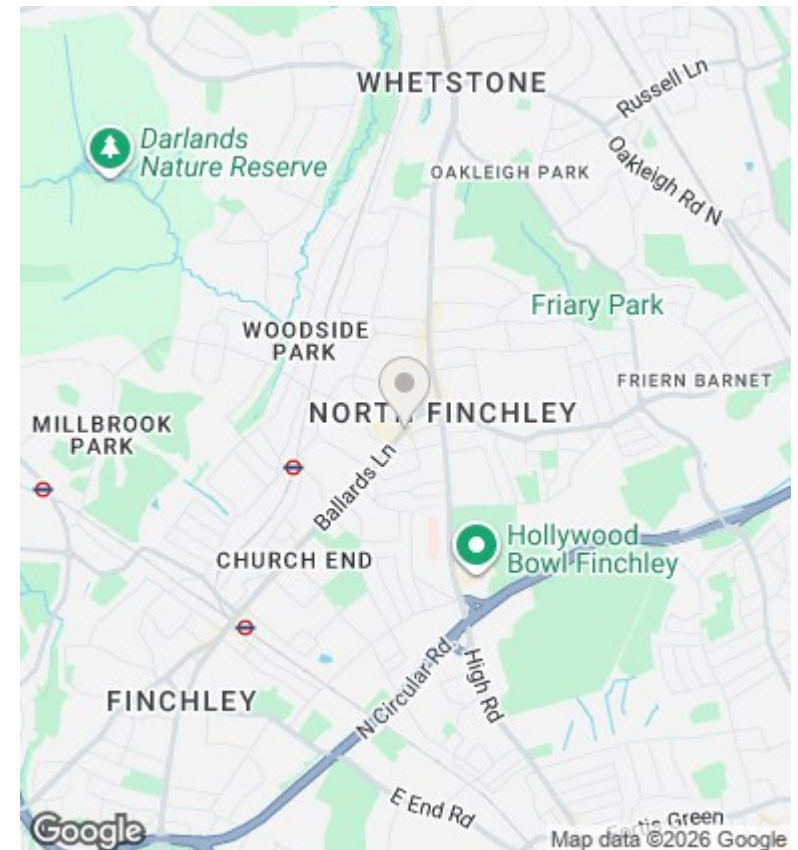 WHETSTONE
Russell Ln
Darlands
Nature Reserve
OAKLEIGH PARK
Oakleigh Rd N
Friary Park
WOODSIDE
PARK
FRIERN BARNET
NORTH FINCHLEY
MILLBROOK
PARK
Ballards Ln
Hollywood
Bowl Finchley
CHURCH END
N Circular Rd
High Rd
FINCHLEY
E End Rd
Fortis Green
Google
Map data ©2026 Google